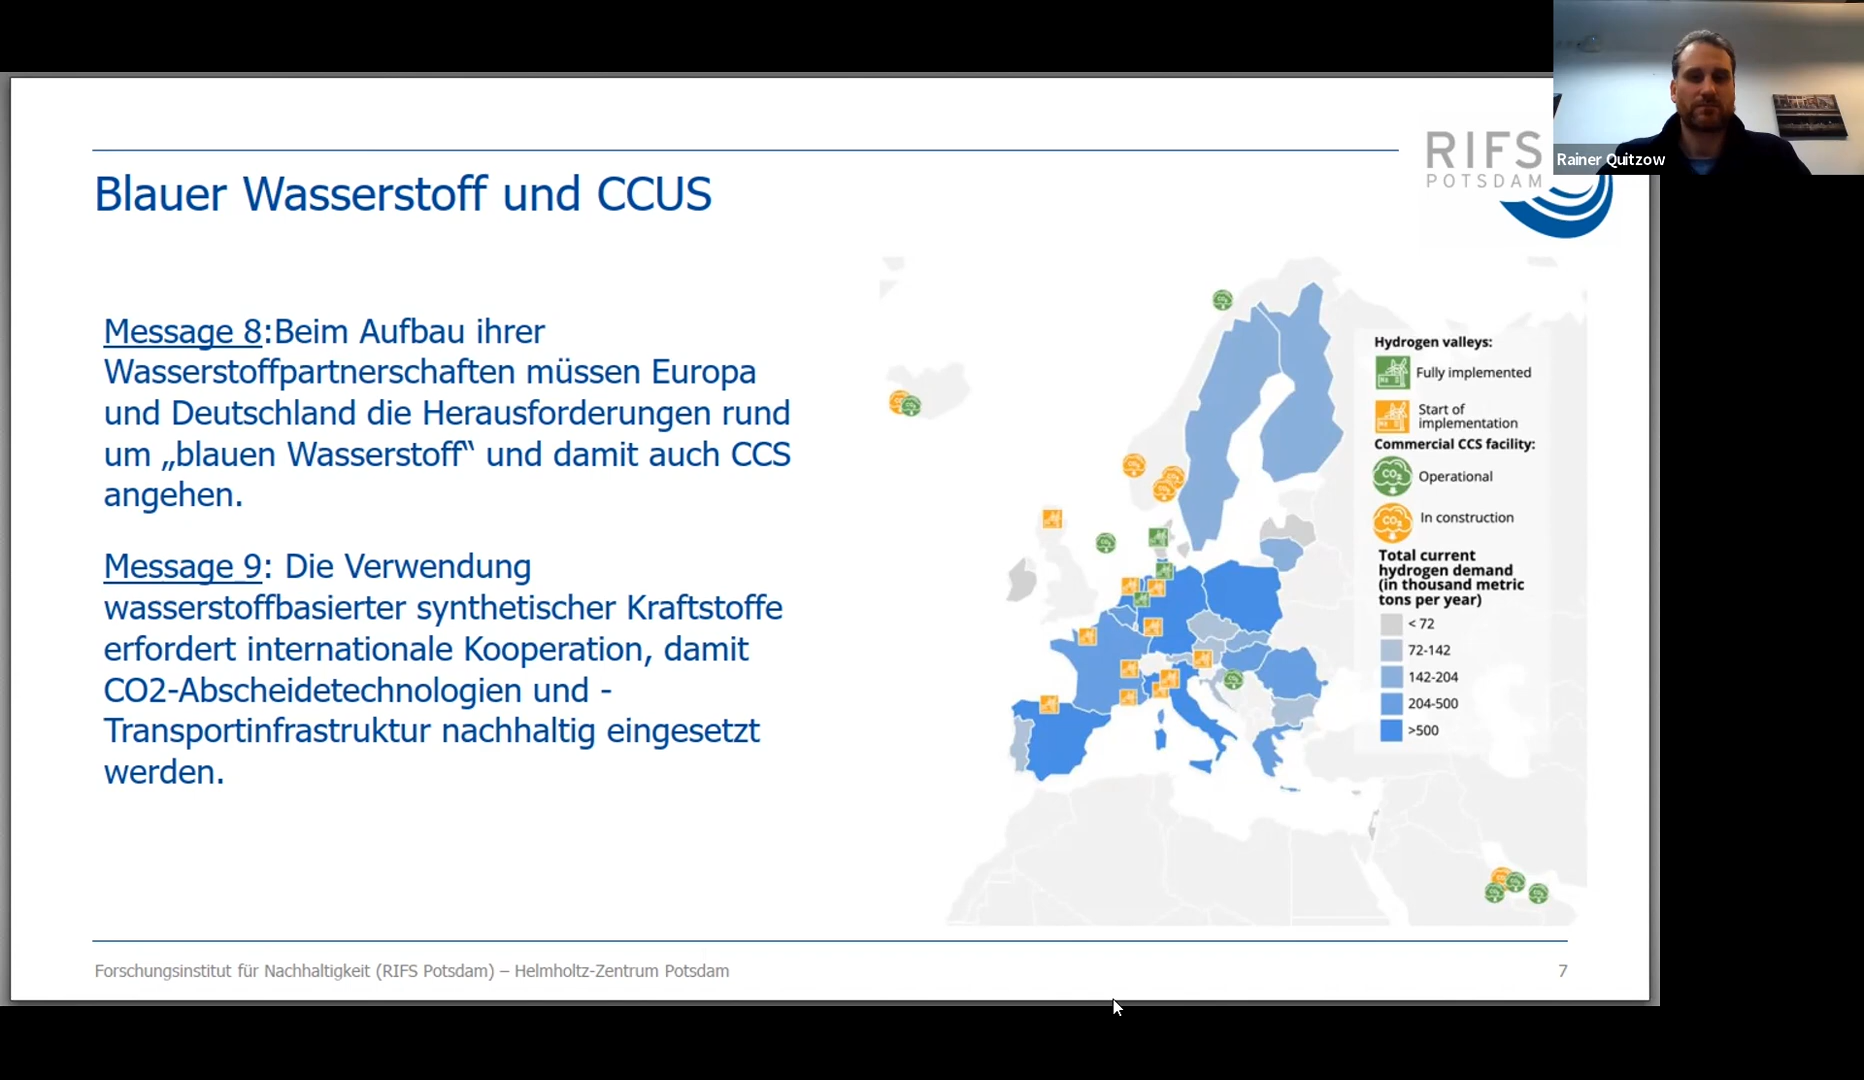 Rainer Quitzow
RIFS
POTSDAM
Blauer Wasserstoff und CCUS
Message 8:Beim Aufbau ihrer
Wasserstoffpartnerschaften müssen Europa
und Deutschland die Herausforderungen rund
um „blauen Wasserstoff“ und damit auch CCS
angehen.
Message 9: Die Verwendung
wasserstoffbasierter synthetischer Kraftstoffe
erfordert internationale Kooperation, damit
CO2-Abscheidetechnologien und -
Transportinfrastruktur nachhaltig eingesetzt
werden.
Hydrogen valleys:
Fully implemented
Start of
implementation
Commercial CCS facility:
CO₂
Operational
CO₂
In construction
Total current
hydrogen demand
(in thousand metric
tons per year)
< 72
72-142
142-204
204-500
>500
Forschungsinstitut für Nachhaltigkeit (RIFS Potsdam) – Helmholtz-Zentrum Potsdam
7